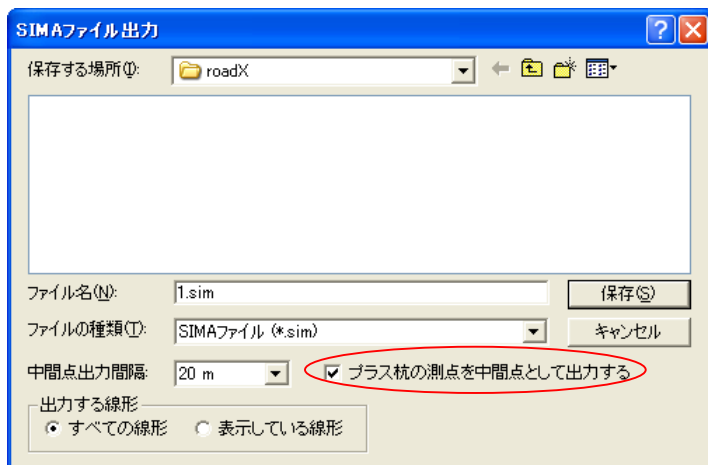 SIMAファイル出力
保存する場所(I): roadX
ファイル名(N): 1.sim 保存(S)
ファイルの種類(T): SIMAファイル (*.sim) キャンセル
中間点出力間隔: 20 m プラス杭の測点を中間点として出力する
出力する線形
すべての線形 表示している線形